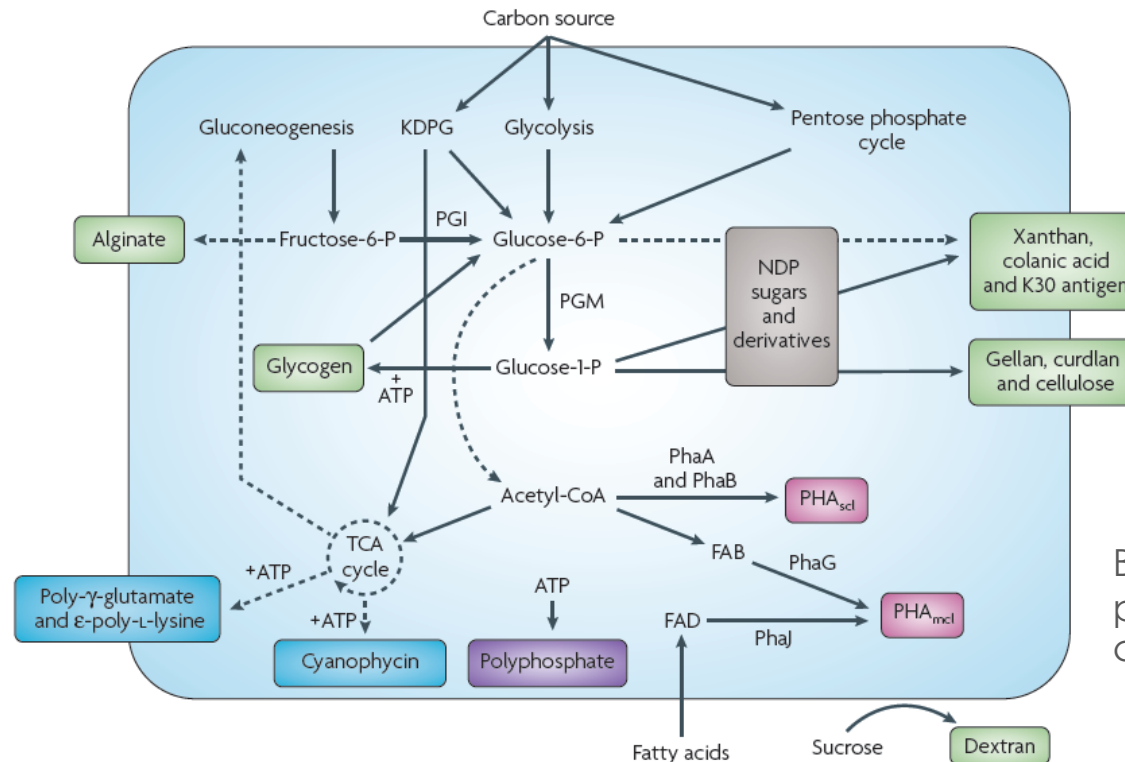 Carbon source
Gluconeogenesis
KDPG
Glycolysis
Pentose phosphate
cycle
Alginate
Fructose-6-P
PGI
Glucose-6-P
NDP
sugars
and
derivatives
Xanthan,
colanic acid
and K30 antigen
PGM
Glycogen
+
ATP
Glucose-1-P
Gellan, curdlan
and cellulose
PhaA
and PhaB
Acetyl-CoA
PHAscl
TCA
cycle
FAB
PhaG
+ATP
Poly-γ-glutamate
and ε-poly-L-lysine
+ATP
Cyanophycin
ATP
Polyphosphate
FAD
PhaJ
PHAmcl
Fatty acids
Sucrose
Dextran